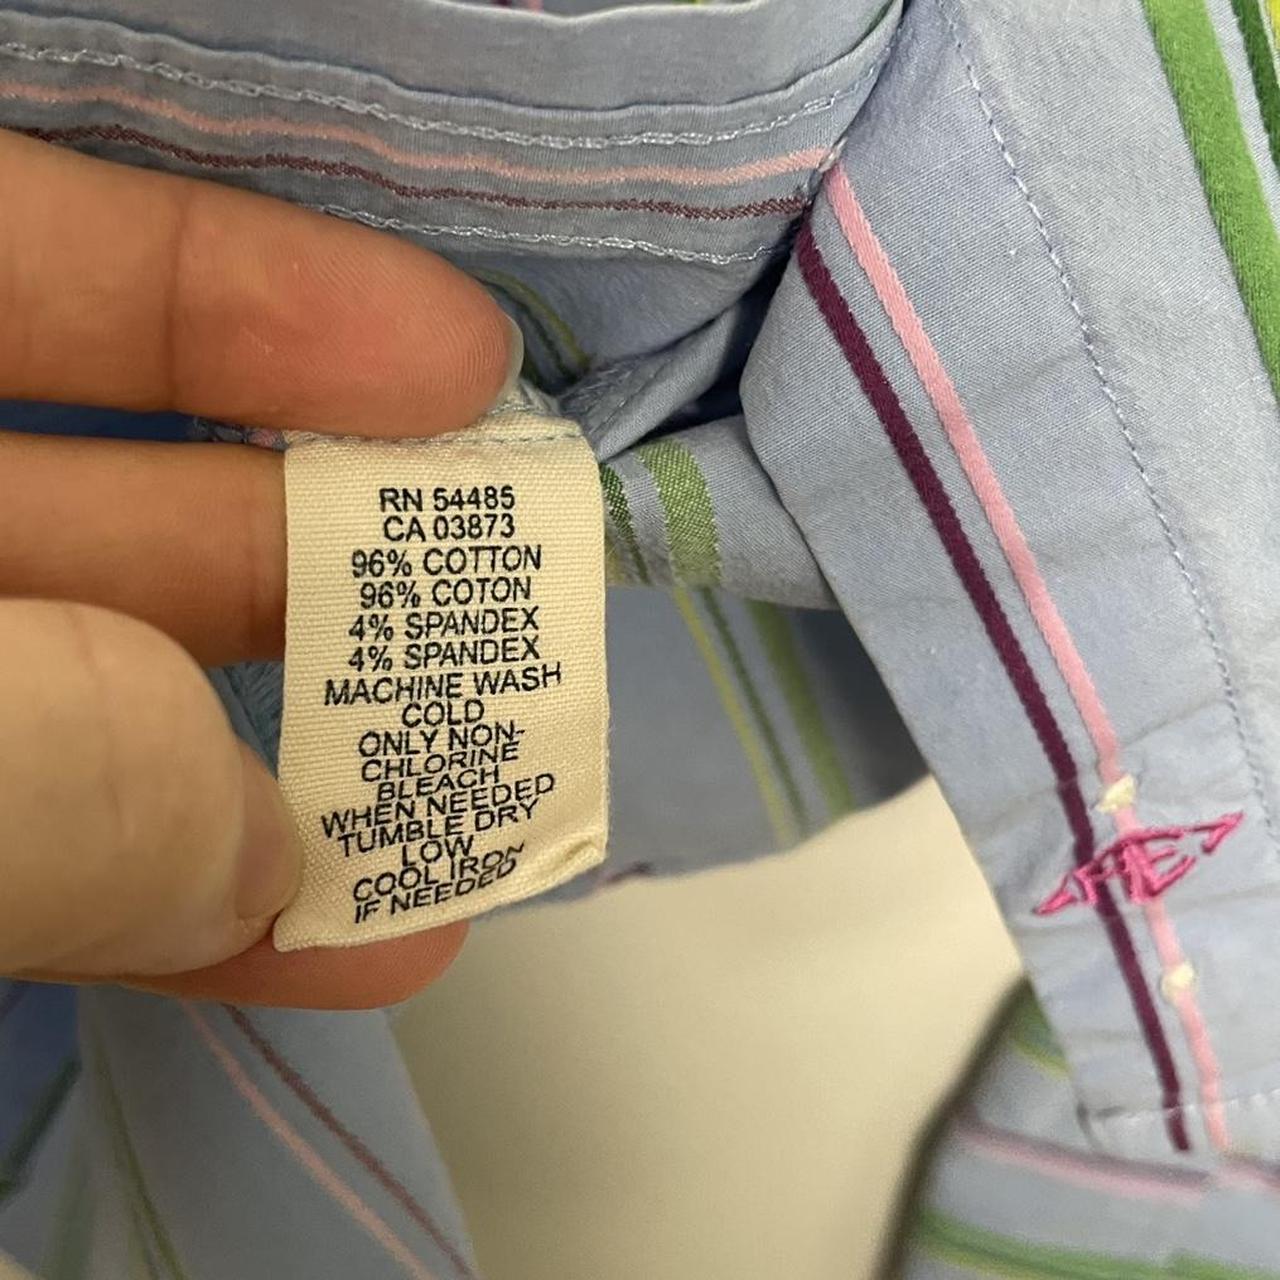 RN 54485
CA 03873
96% COTTON
96% COTON
4% SPANDEX
4% SPANDEX
MACHINE WASH
COLD
ONLY NON-
CHLORINE
BLEACH
WHEN NEEDED
TUMBLE DRY
LOW
COOL IRON
IF NEEDED
AE